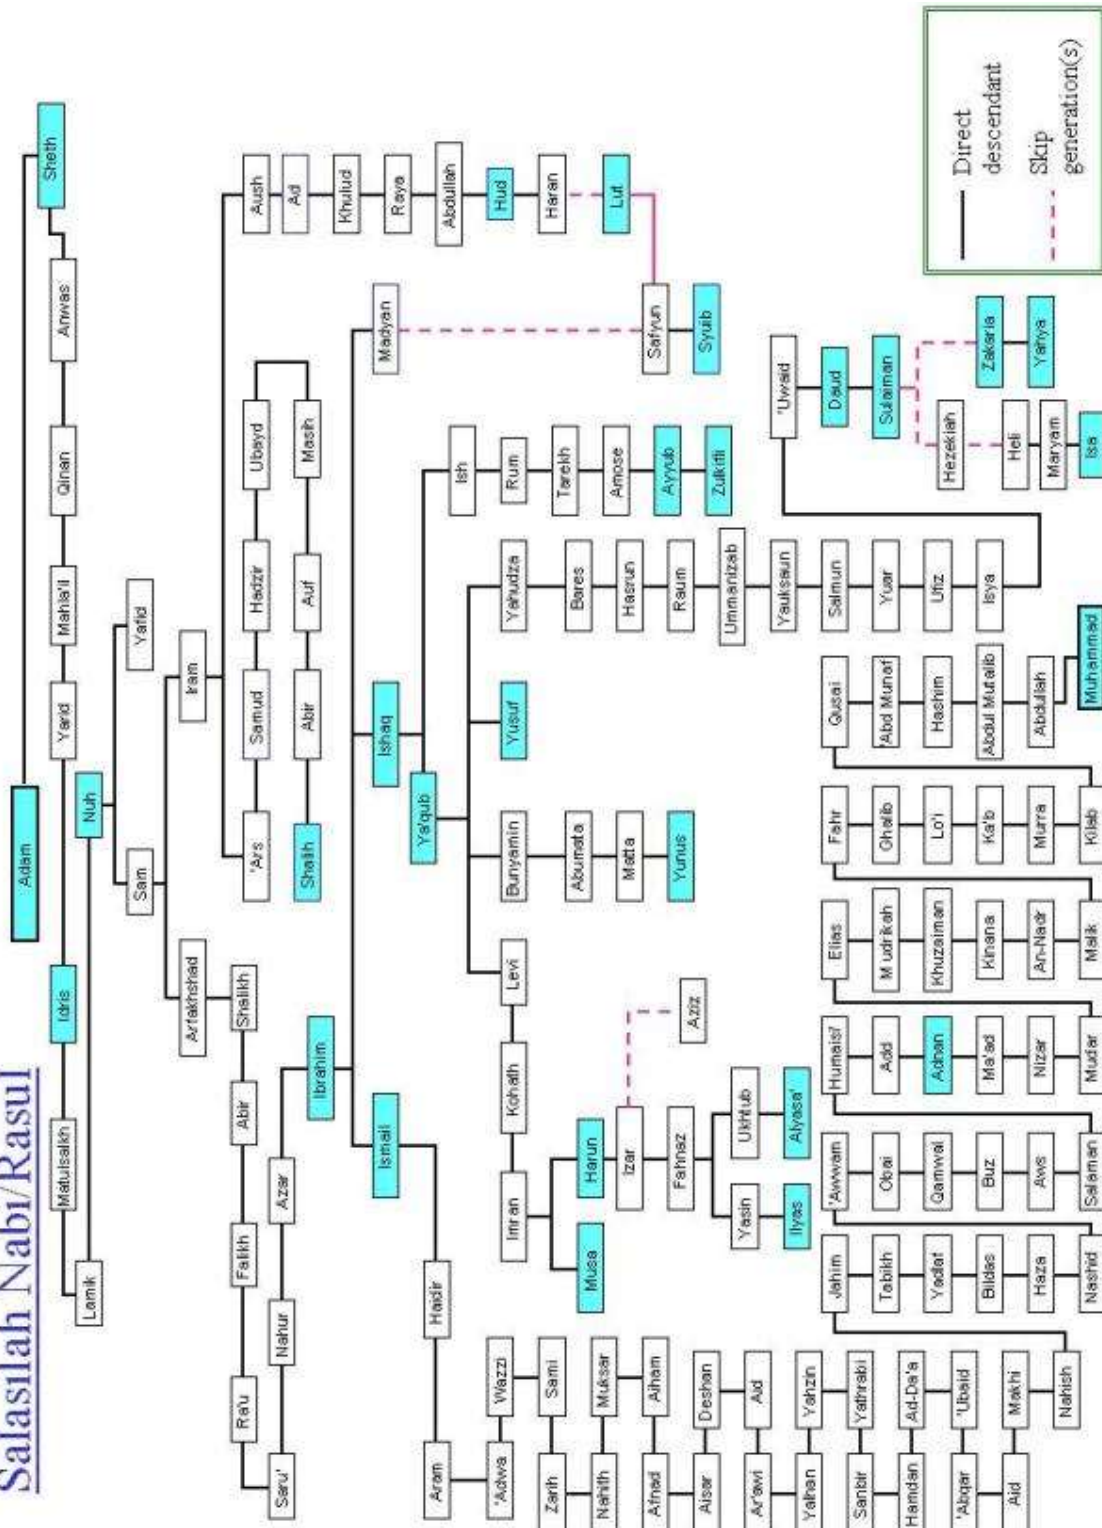 Salasilah Nabi/Rasul
Adam
Sheth
Anwas
Qinan
Mahla'il
Yarid
Idris
Matulsalkh
Lamik
Nuh
Sam
Yafid
Arfakhshad
Iram
Shalikh
Abir
Falikh
Ra'u
Saru'
Nahur
Azar
Ibrahim
'Ars
Samud
Hadzir
Ubayd
Masih
Auf
Abir
Shalih
Aush
Ad
Khulud
Raya
Abdullah
Hud
Haran
Lut
Ismail
Ishaq
Madyan
Safyun
Syuib
Ya'qub
Ish
Rum
Tarekh
Amose
Ayyub
Zulkifli
Levi
Bunyamin
Yusuf
Yahudza
Kohath
Imran
Musa
Harun
Izar
Aziz
Fahnaz
Yasin
Ukhtub
Ilyas
Alyasa'
Abumata
Matta
Yunus
Bares
Hasrun
Raum
Ummanizab
Yauksaun
Salmun
Yuar
Ufiz
Isya
'Uwaid
Daud
Sulaiman
Hezekiah
Zakaria
Heli
Maryam
Isa
Yahya
Haidir
Aram
'Adwa
Wazzi
Sami
Zarih
Nahith
Muksar
Aiham
Afnad
Aisar
Deshan
Aid
Ar'awi
Yalhan
Yahzin
Yathrabi
Sanbir
Hamdan
Ad-Da'a
'Ubaid
'Abqar
Aid
Makhi
Nahish
Jahim
Tabikh
Yadlaf
Bildas
Haza
Nashid
'Awwam
Obai
Qamwal
Buz
Aws
Salaman
Humaisi'
Add
Adnan
Ma'ad
Nizar
Mudar
Elias
Mudrikah
Khuzaiman
Kinana
An-Nadr
Malik
Fahr
Ghalib
Lo'i
Ka'b
Murra
Kilab
Qusai
'Abd Munaf
Hashim
Abdul Mutalib
Abdullah
Muhammad
Direct
descendant
Skip
generation(s)